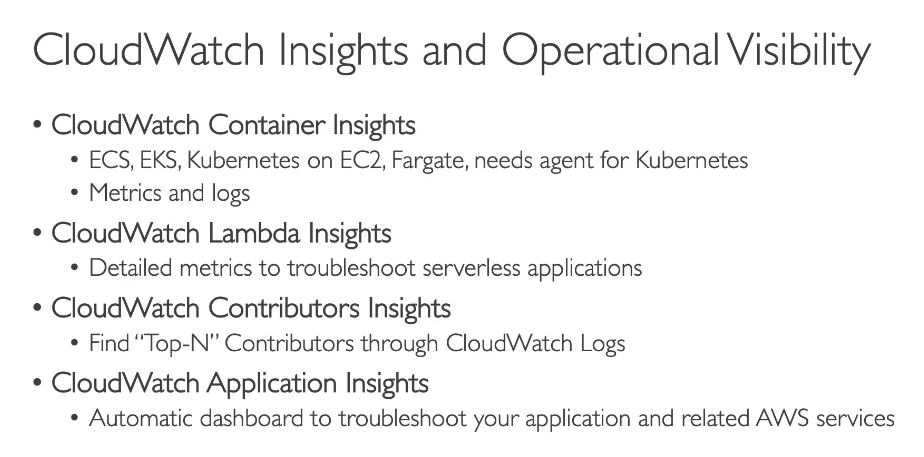 CloudWatch Insights and Operational Visibility
• CloudWatch Container Insights
• ECS, EKS, Kubernetes on EC2, Fargate, needs agent for Kubernetes
• Metrics and logs
• CloudWatch Lambda Insights
• Detailed metrics to troubleshoot serverless applications
• CloudWatch Contributors Insights
• Find “Top-N” Contributors through CloudWatch Logs
• CloudWatch Application Insights
• Automatic dashboard to troubleshoot your application and related AWS services